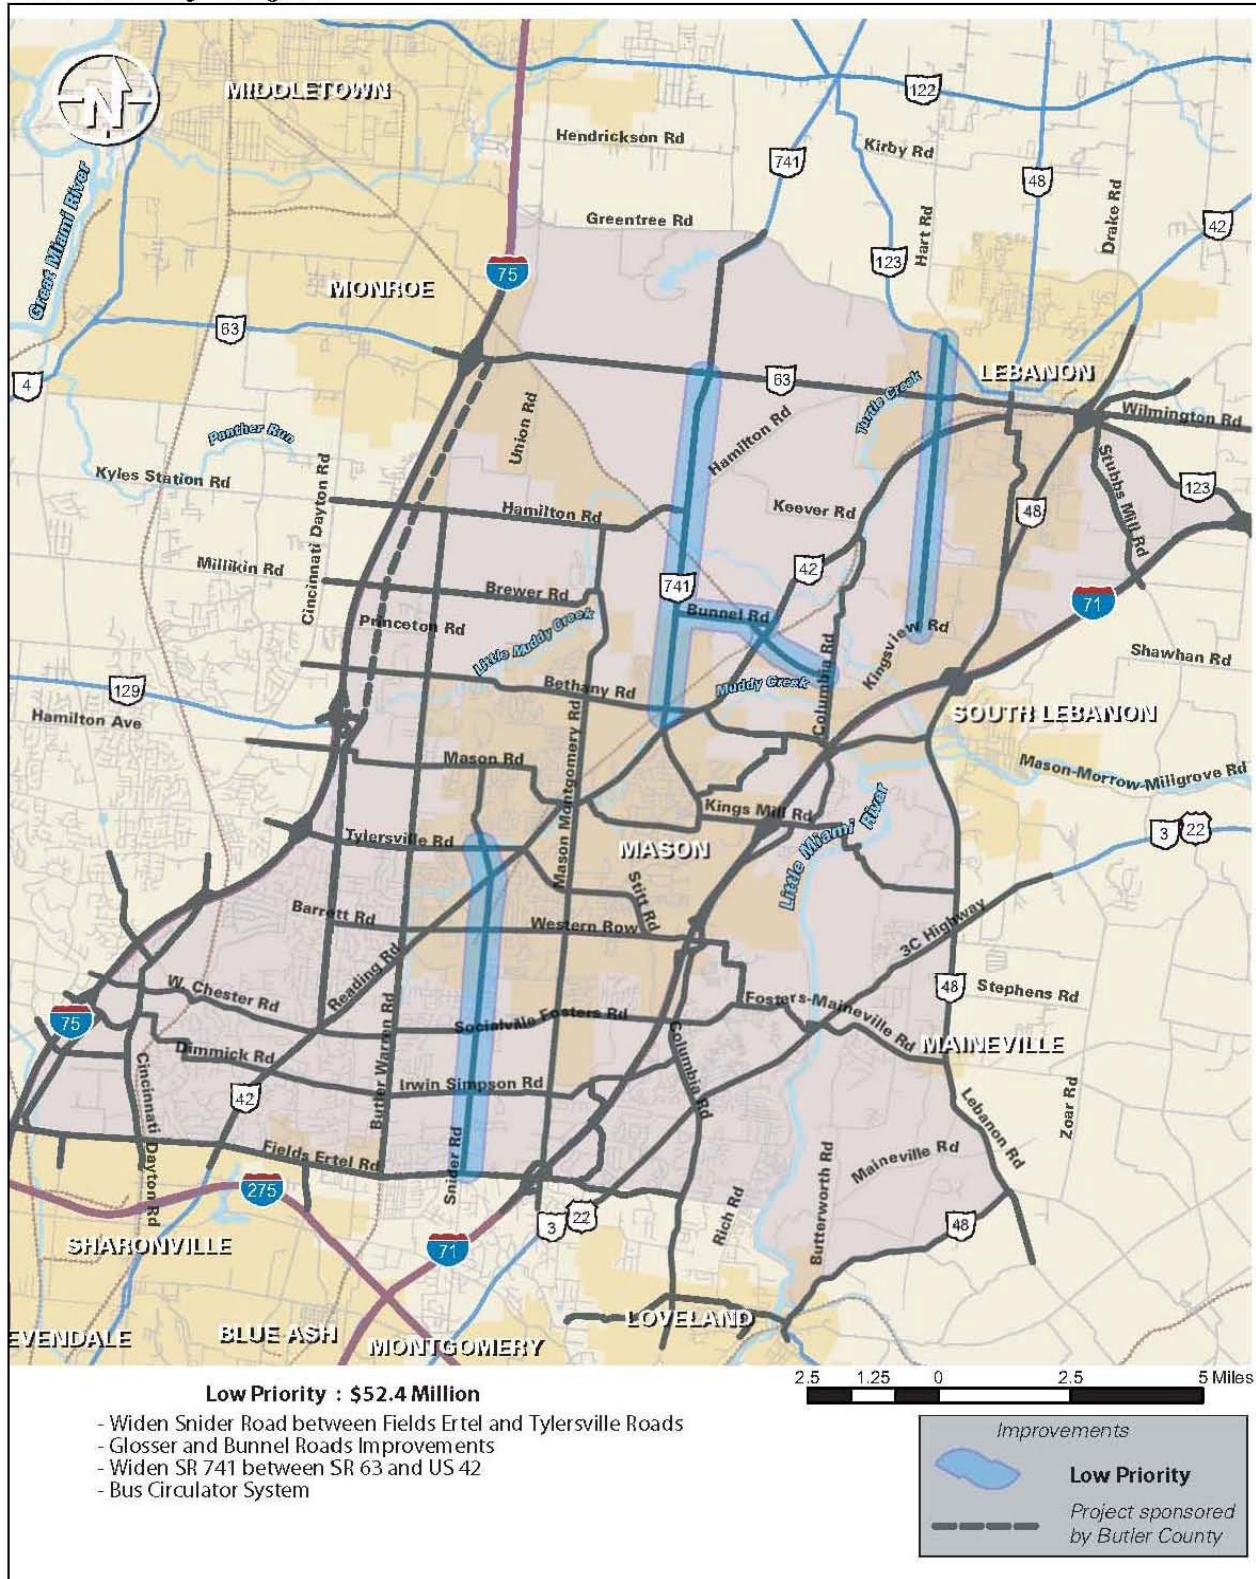 N
MIDDLETOWN
122
Hendrickson Rd
741
Kirby Rd
48
Drake Rd
Great Miami River
Greentree Rd
Hart Rd
42
123
75
MONROE
63
4
63
LEBANON
Turtle Creek
Wilmington Rd
Union Rd
Hamilton Rd
Panther Run
Kyles Station Rd
Cincinnati Dayton Rd
Stubbs Mill Rd
123
Hamilton Rd
Keever Rd
48
Millikin Rd
42
Brewer Rd
741
Bunnel Rd
71
Princeton Rd
Little Muddy Creek
Columbia Rd
Kingsview Rd
Shawhan Rd
129
Bethany Rd
Muddy Creek
Hamilton Ave
SOUTH LEBANON
Mason Montgomery Rd
Mason Rd
Mason-Morrow-Millgrove Rd
Kings Mill Rd
Tylersville Rd
MASON
Little Miami River
3
22
Stitt Rd
Barrett Rd
Western Row
3C Highway
Reading Rd
W. Chester Rd
48
Stephens Rd
75
Butler Warren Rd
Socialville Fosters Rd
Fosters-Maineville Rd
Columbia Rd
MAINEVILLE
Dimmick Rd
Cincinnati Dayton Rd
42
Irwin Simpson Rd
Zoar Rd
Lebanon Rd
Fields Ertel Rd
Snider Rd
Maineville Rd
Butterworth Rd
275
Rich Rd
3
22
48
SHARONVILLE
71
LOVELAND
EVENDALE
BLUE ASH
MONTGOMERY
2.5 1.25 0 2.5 5 Miles
Low Priority : $52.4 Million
- Widen Snider Road between Fields Ertel and Tylersville Roads
- Glosser and Bunnel Roads Improvements
- Widen SR 741 between SR 63 and US 42
- Bus Circulator System
Improvements
Low Priority
Project sponsored
by Butler County